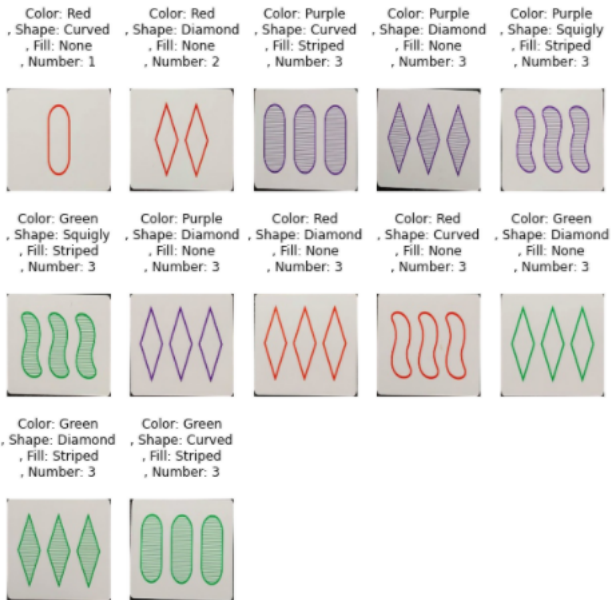 Color: Red
, Shape: Curved
, Fill: None
, Number: 1
Color: Red
, Shape: Diamond
, Fill: None
, Number: 2
Color: Purple
, Shape: Curved
, Fill: Striped
, Number: 3
Color: Purple
, Shape: Diamond
, Fill: None
, Number: 3
Color: Purple
, Shape: Squigly
, Fill: Striped
, Number: 3
Color: Green
, Shape: Squigly
, Fill: Striped
, Number: 3
Color: Purple
, Shape: Diamond
, Fill: None
, Number: 3
Color: Red
, Shape: Diamond
, Fill: None
, Number: 3
Color: Red
, Shape: Curved
, Fill: None
, Number: 3
Color: Green
, Shape: Diamond
, Fill: None
, Number: 3
Color: Green
, Shape: Diamond
, Fill: Striped
, Number: 3
Color: Green
, Shape: Curved
, Fill: Striped
, Number: 3